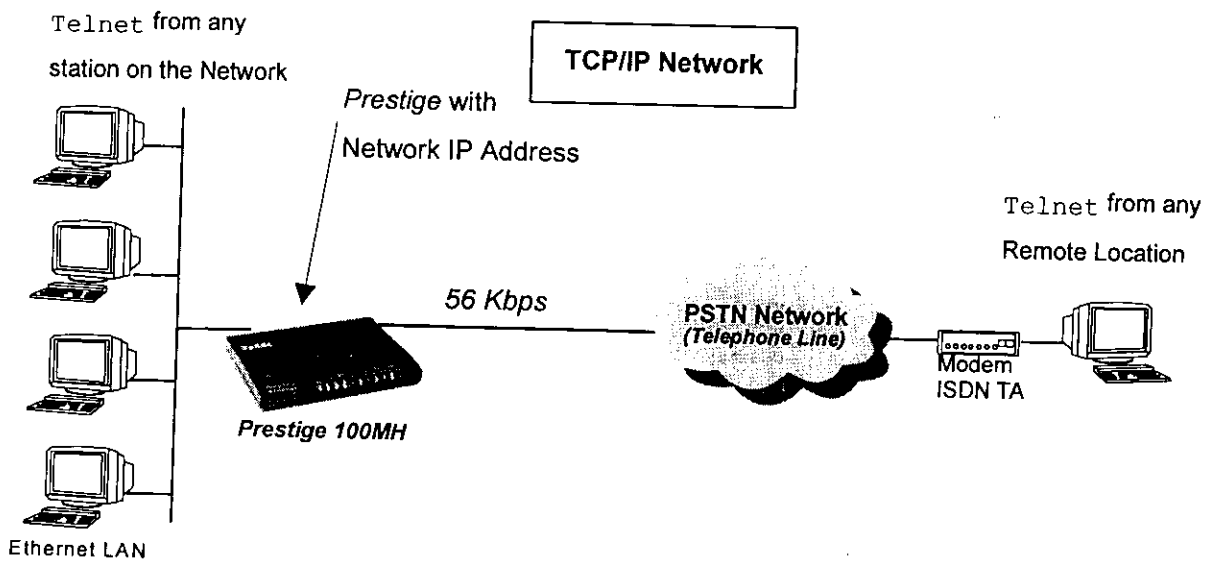 Telnet from any
station on the Network
TCP/IP Network
Prestige with
Network IP Address
Telnet from any
Remote Location
56 Kbps
PSTN Network
(Telephone Line)
Modem
ISDN TA
Prestige 100MH
Ethernet LAN